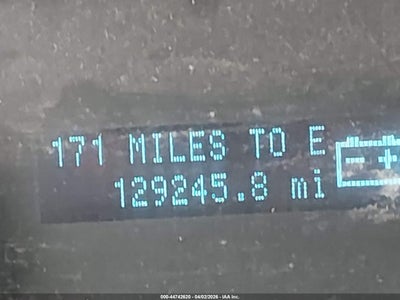 171 MILES TO E
129245.8 mi
000-44742620 - 04/02/2026 - IAA Inc.